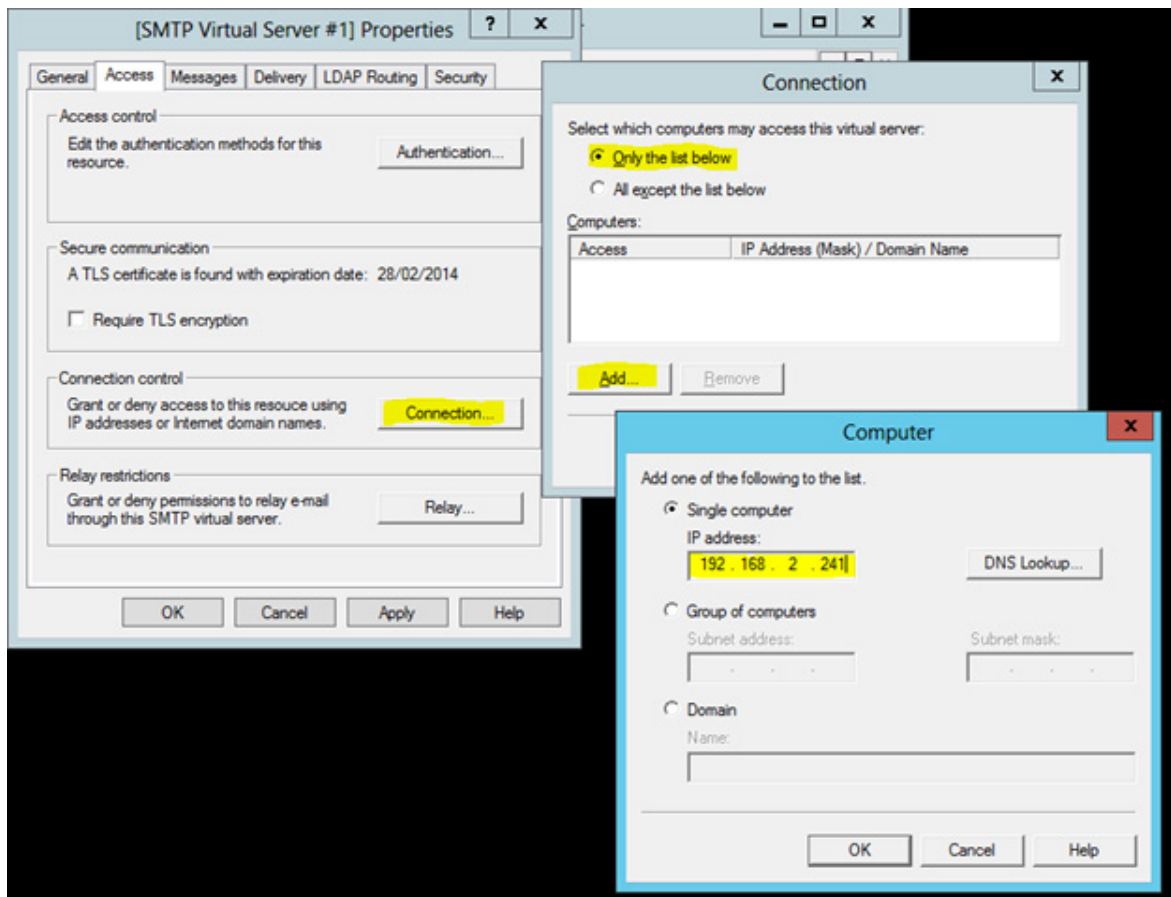 [SMTP Virtual Server #1] Properties
?
x
General
Access
Messages
Delivery
LDAP Routing
Security
Access control
Edit the authentication methods for this
resource.
Authentication...
Secure communication
A TLS certificate is found with expiration date: 28/02/2014
Require TLS encryption
Connection control
Grant or deny access to this resouce using
IP addresses or Internet domain names.
Connection...
Relay restrictions
Grant or deny permissions to relay e-mail
through this SMTP virtual server.
Relay...
OK
Cancel
Apply
Help
x
Connection
x
Select which computers may access this virtual server:
Only the list below
All except the list below
Computers:
Access
IP Address (Mask) / Domain Name
Add...
Remove
Computer
x
Add one of the following to the list.
Single computer
IP address:
192 . 168 . 2 . 241
DNS Lookup...
Group of computers
Subnet address:
Subnet mask:
. . .
. . .
Domain
Name:
OK
Cancel
Help